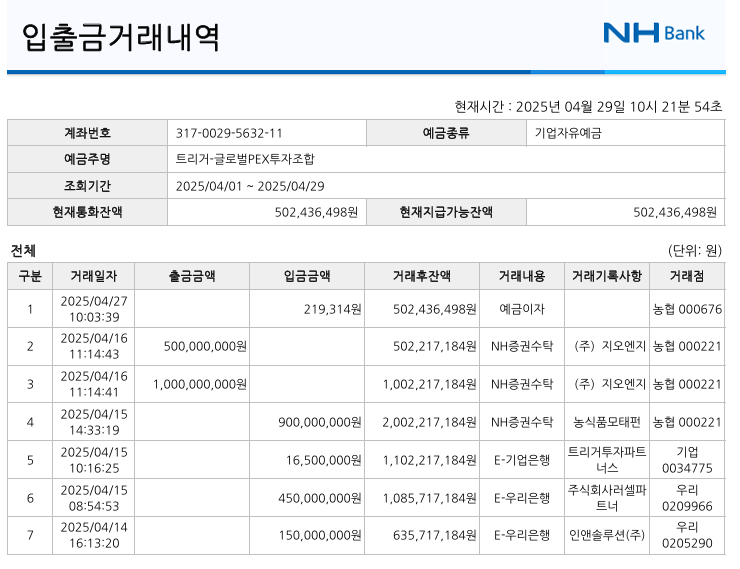 입출금거래내역
NH Bank
현재시간 : 2025년 04월 29일 10시 21분 54초
계좌번호 317-0029-5632-11 예금종류 기업자유예금
예금주명 트리거-글로벌PEX투자조합
조회기간 2025/04/01 ~ 2025/04/29
현재통화잔액 502,436,498원 현재지급가능잔액 502,436,498원
전체 (단위: 원)
구분 거래일자 출금금액 입금금액 거래후잔액 거래내용 거래기록사항 거래점
1 2025/04/27 10:03:39 219,314원 502,436,498원 예금이자 농협 000676
2 2025/04/16 11:14:43 500,000,000원 502,217,184원 NH증권수탁 (주) 지오엔지 농협 000221
3 2025/04/16 11:14:41 1,000,000,000원 1,002,217,184원 NH증권수탁 (주) 지오엔지 농협 000221
4 2025/04/15 14:33:19 900,000,000원 2,002,217,184원 NH증권수탁 농식품모태펀 농협 000221
5 2025/04/15 10:16:25 16,500,000원 1,102,217,184원 E-기업은행 트리거투자파트너스 기업 0034775
6 2025/04/15 08:54:53 450,000,000원 1,085,717,184원 E-우리은행 주식회사러셀파트너 우리 0209966
7 2025/04/14 16:13:20 150,000,000원 635,717,184원 E-우리은행 인앤솔루션(주) 우리 0205290